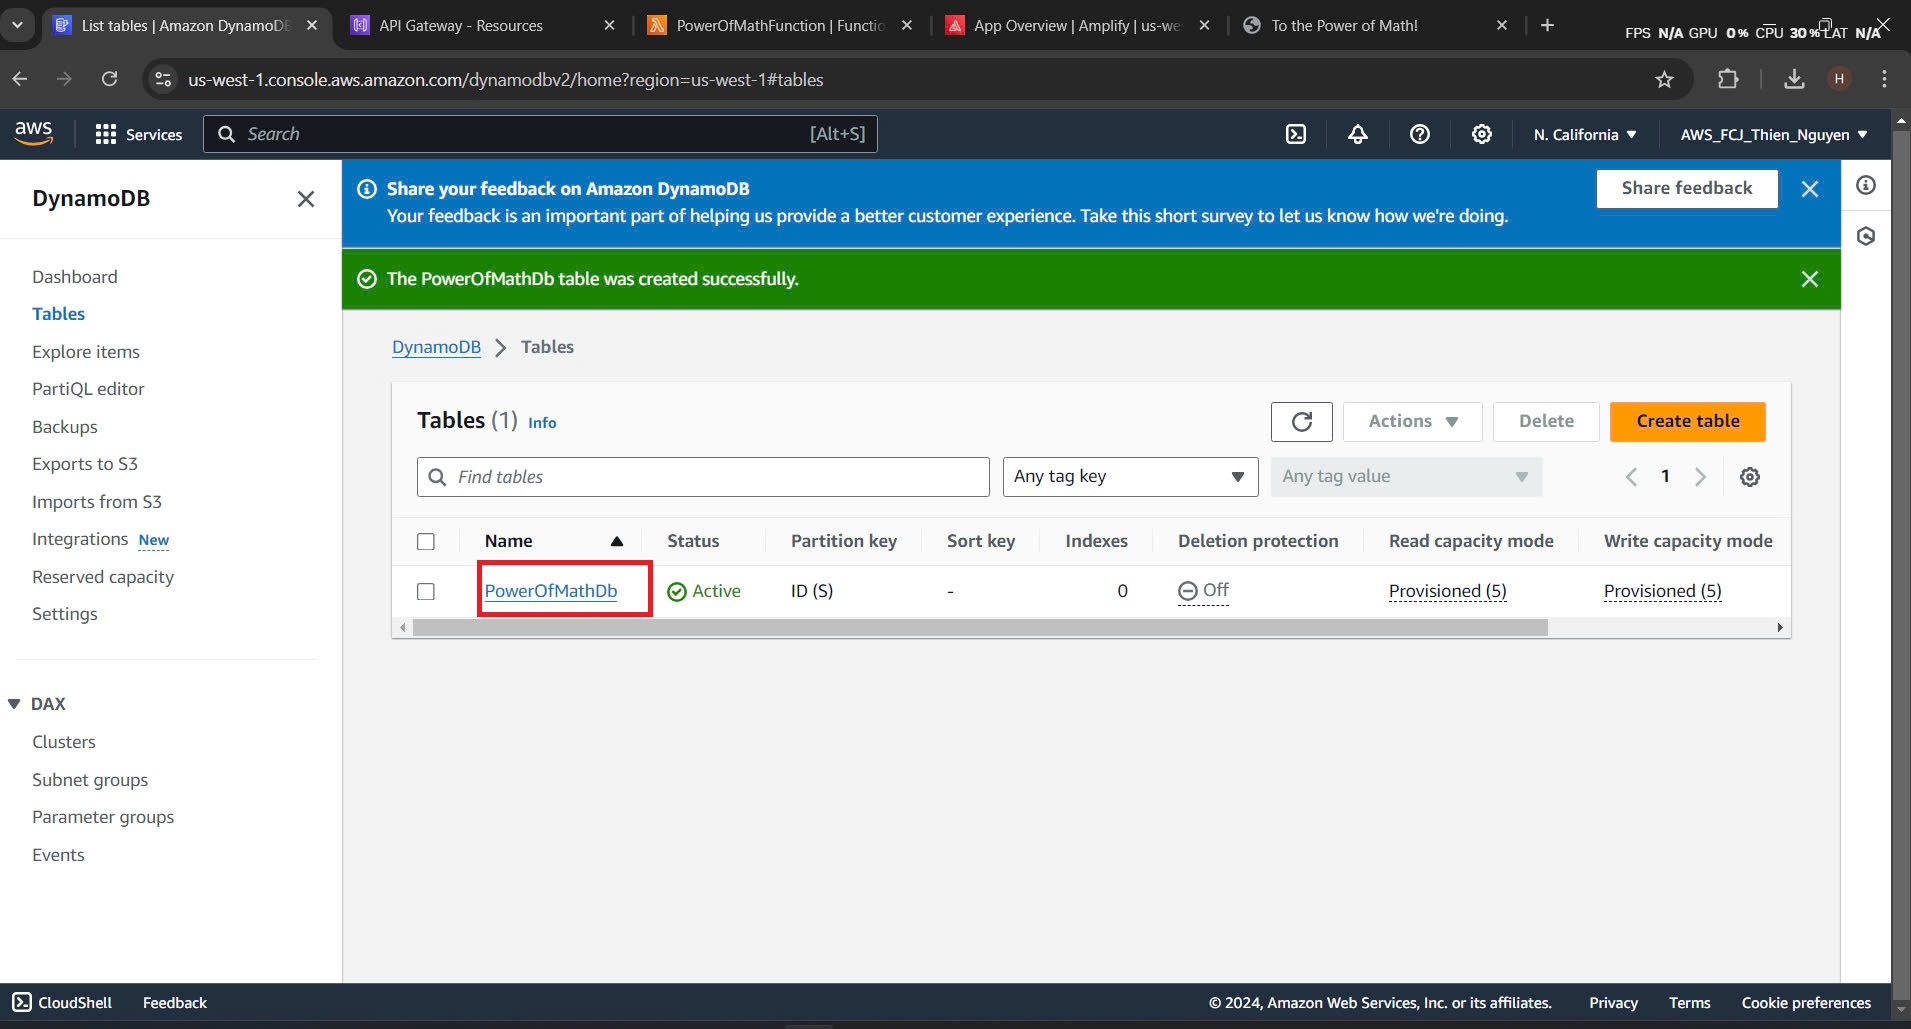 List tables | Amazon DynamoDB
API Gateway - Resources
PowerOfMathFunction | Functio
App Overview | Amplify | us-we
To the Power of Math!
FPS N/A GPU 0% CPU 30% LAT N/A
us-west-1.console.aws.amazon.com/dynamodbv2/home?region=us-west-1#tables
H
aws
Services
Search
[Alt+S]
N. California
AWS_FCJ_Thien_Nguyen
DynamoDB
Dashboard
Tables
Explore items
PartiQL editor
Backups
Exports to S3
Imports from S3
Integrations New
Reserved capacity
Settings
DAX
Clusters
Subnet groups
Parameter groups
Events
Share your feedback on Amazon DynamoDB
Your feedback is an important part of helping us provide a better customer experience. Take this short survey to let us know how we're doing.
Share feedback
The PowerOfMathDb table was created successfully.
DynamoDB
Tables
Tables (1) Info
Actions
Delete
Create table
Find tables
Any tag key
Any tag value
1
Name Status Partition key Sort key Indexes Deletion protection Read capacity mode Write capacity mode
PowerOfMathDb Active ID (S) - 0 Off Provisioned (5) Provisioned (5)
CloudShell Feedback
© 2024, Amazon Web Services, Inc. or its affiliates. Privacy Terms Cookie preferences